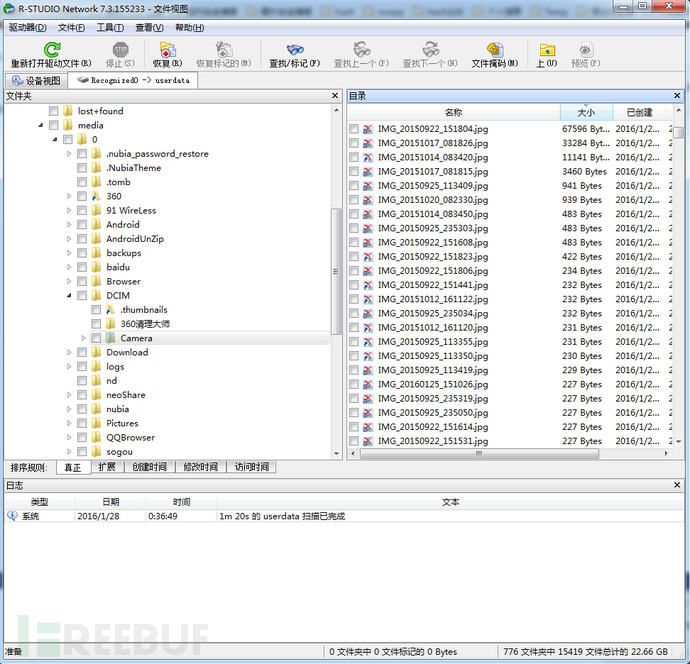 R-STUDIO Network 7.3.155233 - 文件视图
驱动器(D) 文件(F) 工具(T) 查看(V) 帮助(H)
重新打开驱动文件(R) 停止(S) 恢复(R) 恢复标记的(M) 查找/标记(F) 查找上一个(P) 查找下一个(N) 文件掩码(M) 上(U) 预览(P)
设备视图 Recognized0 -> userdata
文件夹
lost+found
media
0
.nubia_password_restore
.NubiaTheme
.tomb
360
91 WireLess
Android
AndroidUnZip
backups
baidu
Browser
DCIM
.thumbnails
360清理大师
Camera
Download
logs
nd
neoShare
nubia
Pictures
QQBrowser
sogou
目录
名称 大小 已创建
IMG_20150922_151804.jpg 67596 Byt... 2016/1/2...
IMG_20151017_081826.jpg 33284 Byt... 2016/1/2...
IMG_20151014_083420.jpg 11141 Byt... 2016/1/2...
IMG_20151017_081815.jpg 3460 Bytes 2016/1/2...
IMG_20150925_113409.jpg 941 Bytes 2016/1/2...
IMG_20151020_082330.jpg 939 Bytes 2016/1/2...
IMG_20151014_083450.jpg 483 Bytes 2016/1/2...
IMG_20150925_235303.jpg 483 Bytes 2016/1/2...
IMG_20150922_151608.jpg 483 Bytes 2016/1/2...
IMG_20150922_151823.jpg 422 Bytes 2016/1/2...
IMG_20150922_151806.jpg 234 Bytes 2016/1/2...
IMG_20150922_151441.jpg 232 Bytes 2016/1/2...
IMG_20151012_161122.jpg 232 Bytes 2016/1/2...
IMG_20150925_235034.jpg 232 Bytes 2016/1/2...
IMG_20151012_161120.jpg 231 Bytes 2016/1/2...
IMG_20150925_113355.jpg 231 Bytes 2016/1/2...
IMG_20150925_113350.jpg 230 Bytes 2016/1/2...
IMG_20150925_113419.jpg 229 Bytes 2016/1/2...
IMG_20160125_151026.jpg 227 Bytes 2016/1/2...
IMG_20150925_235319.jpg 227 Bytes 2016/1/2...
IMG_20150925_235050.jpg 227 Bytes 2016/1/2...
IMG_20150922_151614.jpg 227 Bytes 2016/1/2...
IMG_20150922_151531.jpg 227 Bytes 2016/1/2...
排序规则: 真正 扩展 创建时间 修改时间 访问时间
日志
类型 日期 时间 文本
系统 2016/1/28 0:36:49 1m 20s 的 userdata 扫描已完成
FREEBUF
准备 0 文件夹中 0 文件标记的 0 Bytes 776 文件夹中 15419 文件总计的 22.66 GB